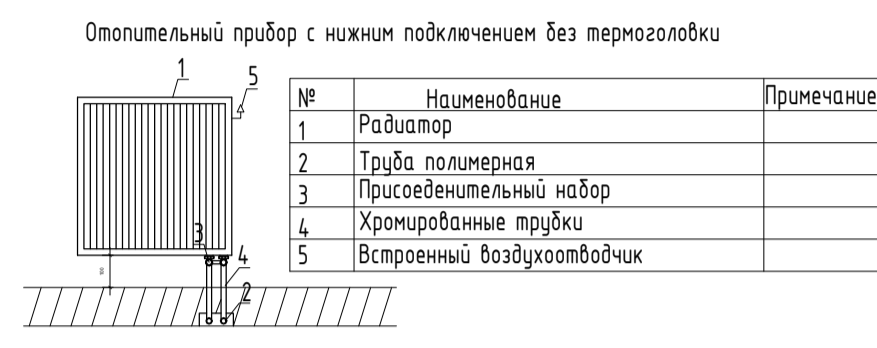 Отопительный прибор с нижним подключением без термоголовки
1
5
№ Наименование Примечание
1 Радиатор
2 Труба полимерная
3 Присоеденительный набор
4 Хромированные трубки
5 Встроенный воздухоотводчик
3
4
2